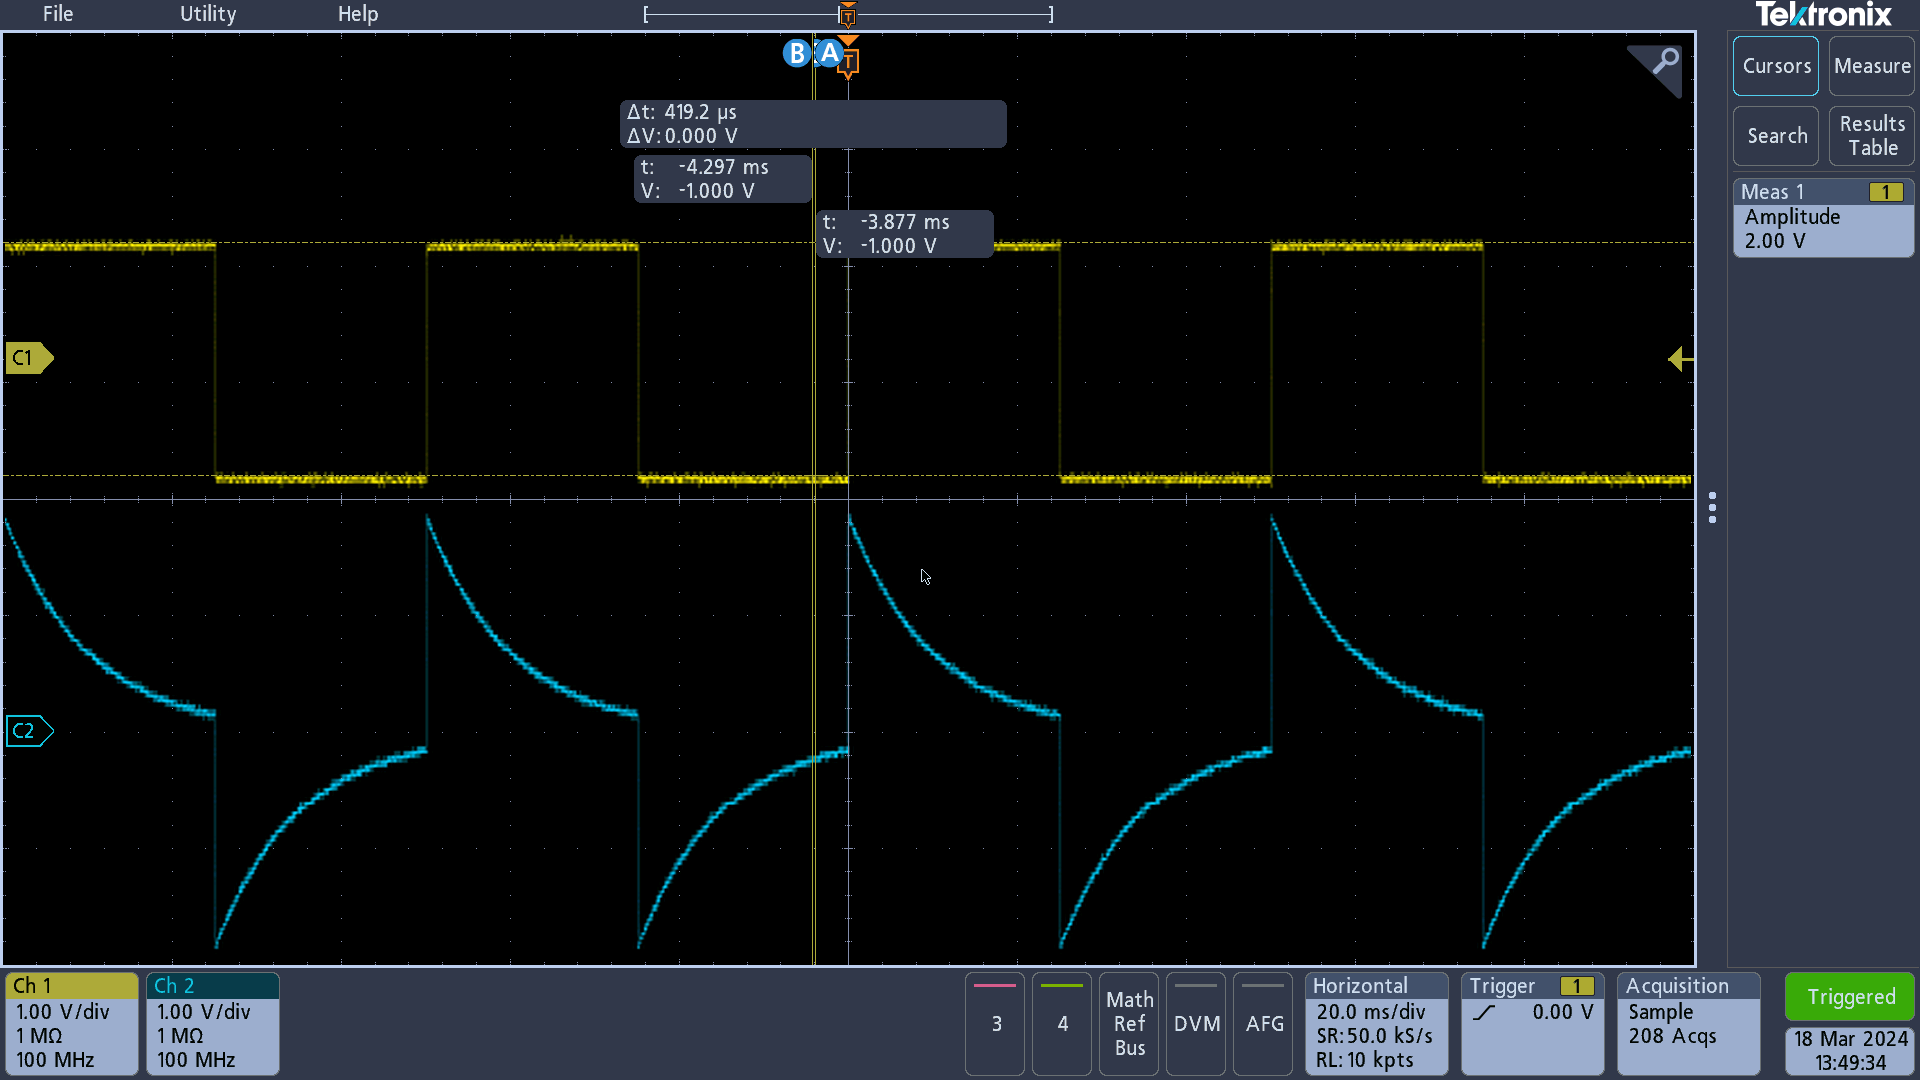 File Utility Help
Tektronix
T
B A T
Cursors Measure
Δt: 419.2 µs
ΔV: 0.000 V
Search Results Table
t: -4.297 ms
V: -1.000 V
Meas 1 1
Amplitude
2.00 V
t: -3.877 ms
V: -1.000 V
C1
C2
Ch 1
1.00 V/div
1 MΩ
100 MHz
Ch 2
1.00 V/div
1 MΩ
100 MHz
3
4
Math
Ref
Bus
DVM
AFG
Horizontal
20.0 ms/div
SR: 50.0 kS/s
RL: 10 kpts
Trigger 1
0.00 V
Acquisition
Sample
208 Acqs
Triggered
18 Mar 2024
13:49:34